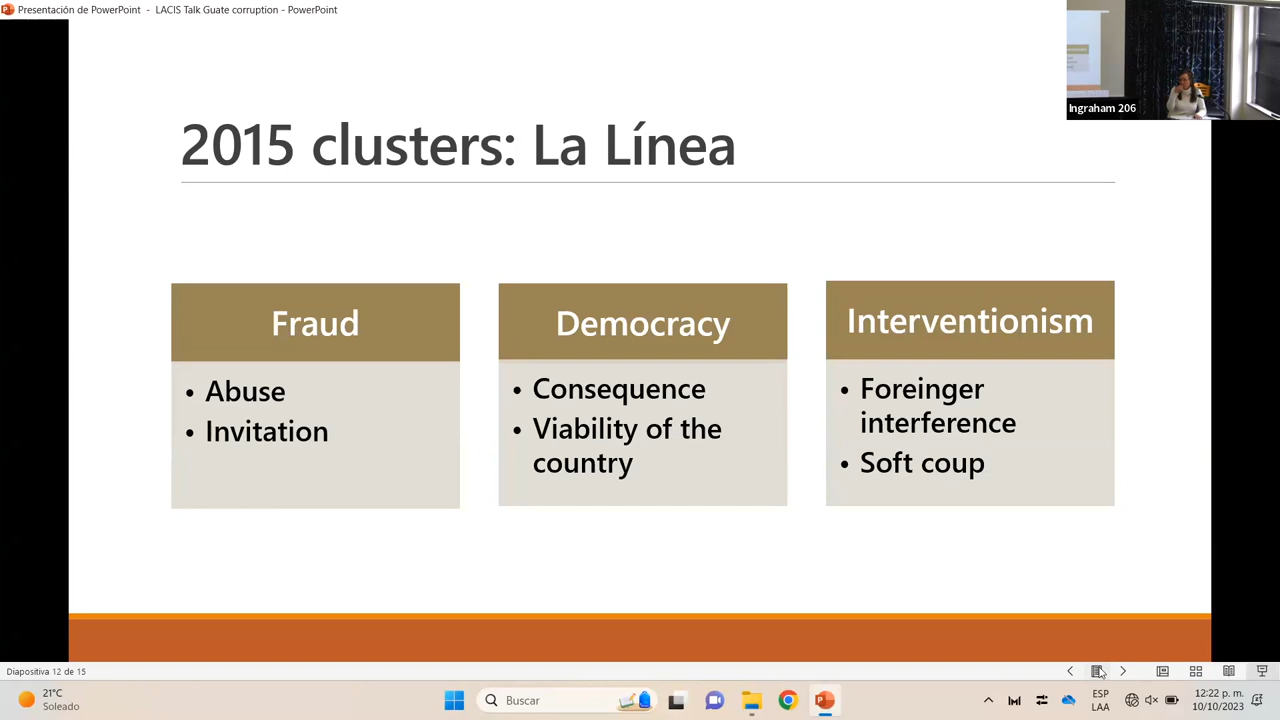 Presentación de PowerPoint - LACIS Talk Guate corruption - PowerPoint
Ingraham 206
2015 clusters: La Línea
Fraud
• Abuse
• Invitation
Democracy
• Consequence
• Viability of the
country
Interventionism
• Foreinger
interference
• Soft coup
Diapositiva 12 de 15
21°C
Soleado
Buscar
ESP
LAA
12:22 p. m.
10/10/2023